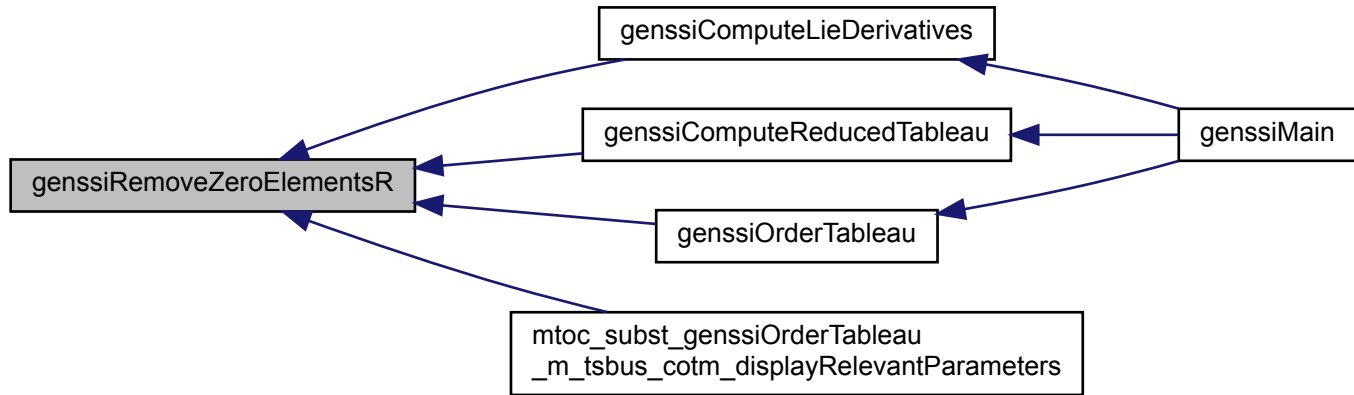 genssiComputeLieDerivatives
genssiComputeReducedTableau
genssiMain
genssiRemoveZeroElementsR
genssiOrderTableau
mtoc_subst_genssiOrderTableau
_m_tsbus_cotm_displayRelevantParameters